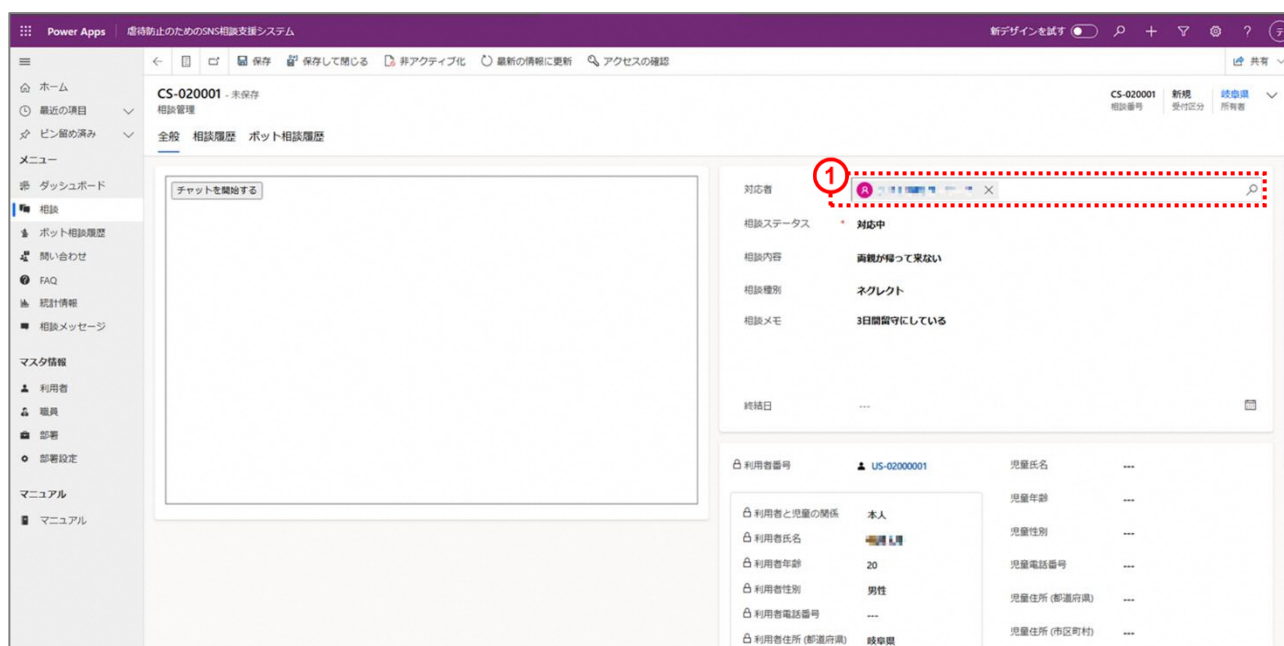 Power Apps 虐待防止のためのSNS相談支援システム 新デザインを試す ?
保存 保存して閉じる 非アクティブ化 最新の情報に更新 アクセスの確認 共有
ホーム
最近の項目
ピン留め済み
メニュー
ダッシュボード
相談
ボット相談履歴
問い合わせ
FAQ
統計情報
相談メッセージ
マスタ情報
利用者
職員
部署
部署設定
マニュアル
マニュアル
CS-020001 - 未保存
相談管理
CS-020001 新規 岐阜県
相談番号 受付区分 所有者
全般 相談履歴 ボット相談履歴
チャットを開始する
1
対応者
相談ステータス * 対応中
相談内容 両親が帰って来ない
相談種別 ネグレクト
相談メモ 3日間留守にしている
終結日 ---
利用者番号 US-02000001
利用者と児童の関係 本人
利用者氏名
利用者年齢 20
利用者性別 男性
利用者電話番号 ---
利用者住所 (都道府県) 岐阜県
児童氏名 ---
児童年齢 ---
児童性別 ---
児童電話番号 ---
児童住所 (都道府県) ---
児童住所 (市区町村) ---